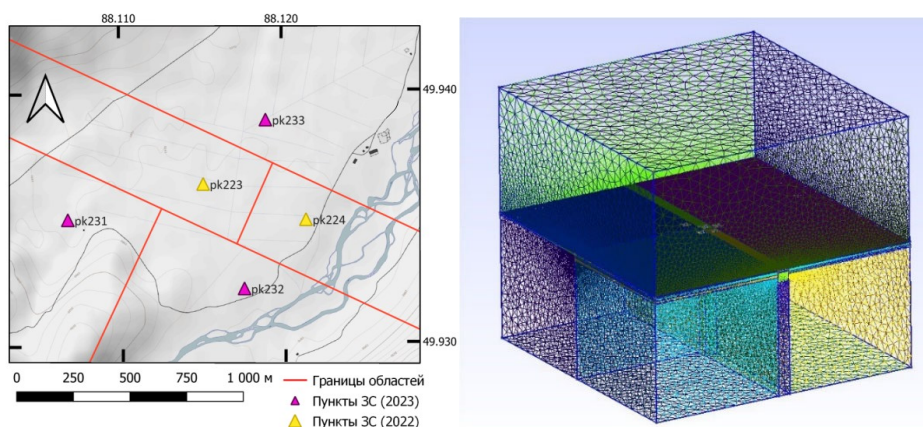 88.110 88.120
49.940
pk233
pk223
pk224
pk231
pk232
49.930
0 250 500 750 1 000 м
Границы областей
Пункты ЗС (2023)
Пункты ЗС (2022)